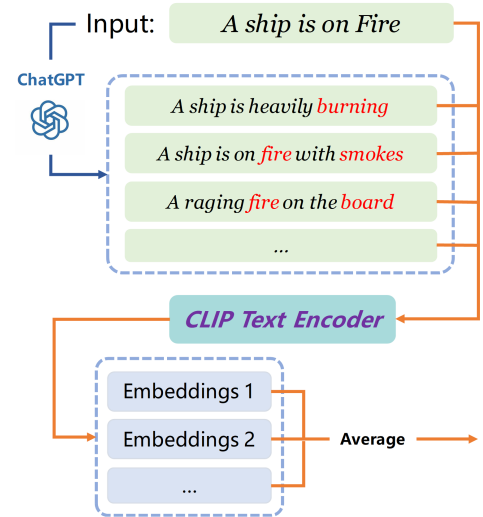 Input:
A ship is on Fire
ChatGPT
A ship is heavily burning
A ship is on fire with smokes
A raging fire on the board
...
CLIP Text Encoder
Embeddings 1
Embeddings 2
...
Average